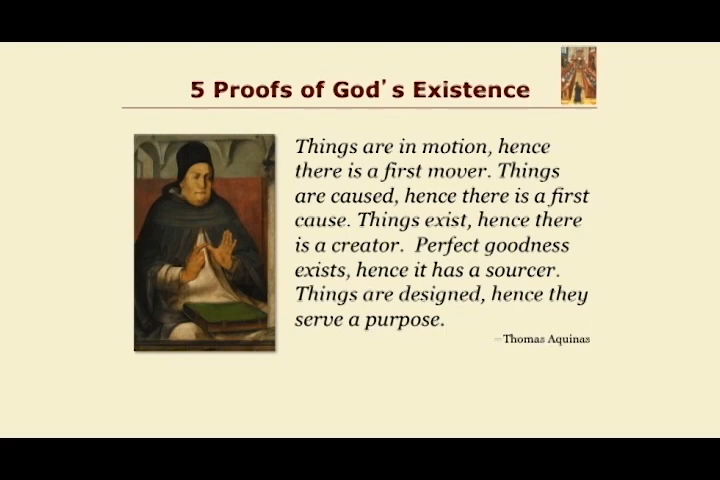 5 Proofs of God's Existence
Things are in motion, hence
there is a first mover. Things
are caused, hence there is a first
cause. Things exist, hence there
is a creator. Perfect goodness
exists, hence it has a sourcer.
Things are designed, hence they
serve a purpose.
—Thomas Aquinas